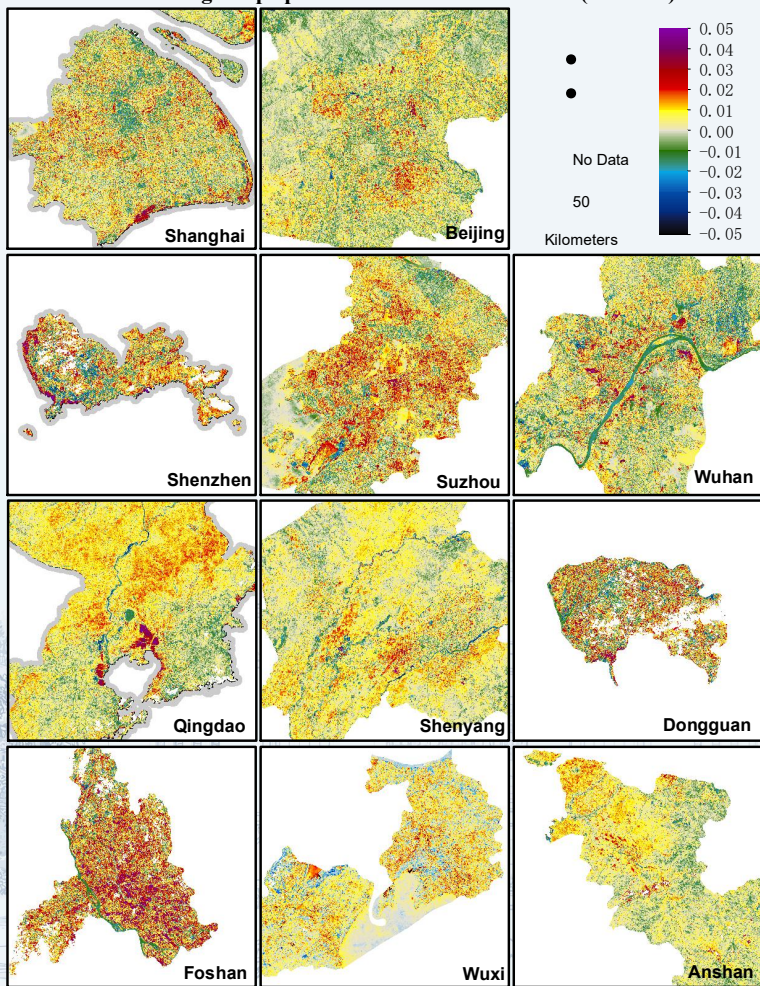 0.05
0.04
0.03
0.02
0.01
0.00
-0.01
-0.02
-0.03
-0.04
-0.05
No Data
50
Kilometers
Shanghai
Beijing
Shenzhen
Suzhou
Wuhan
Qingdao
Shenyang
Dongguan
Foshan
Wuxi
Anshan